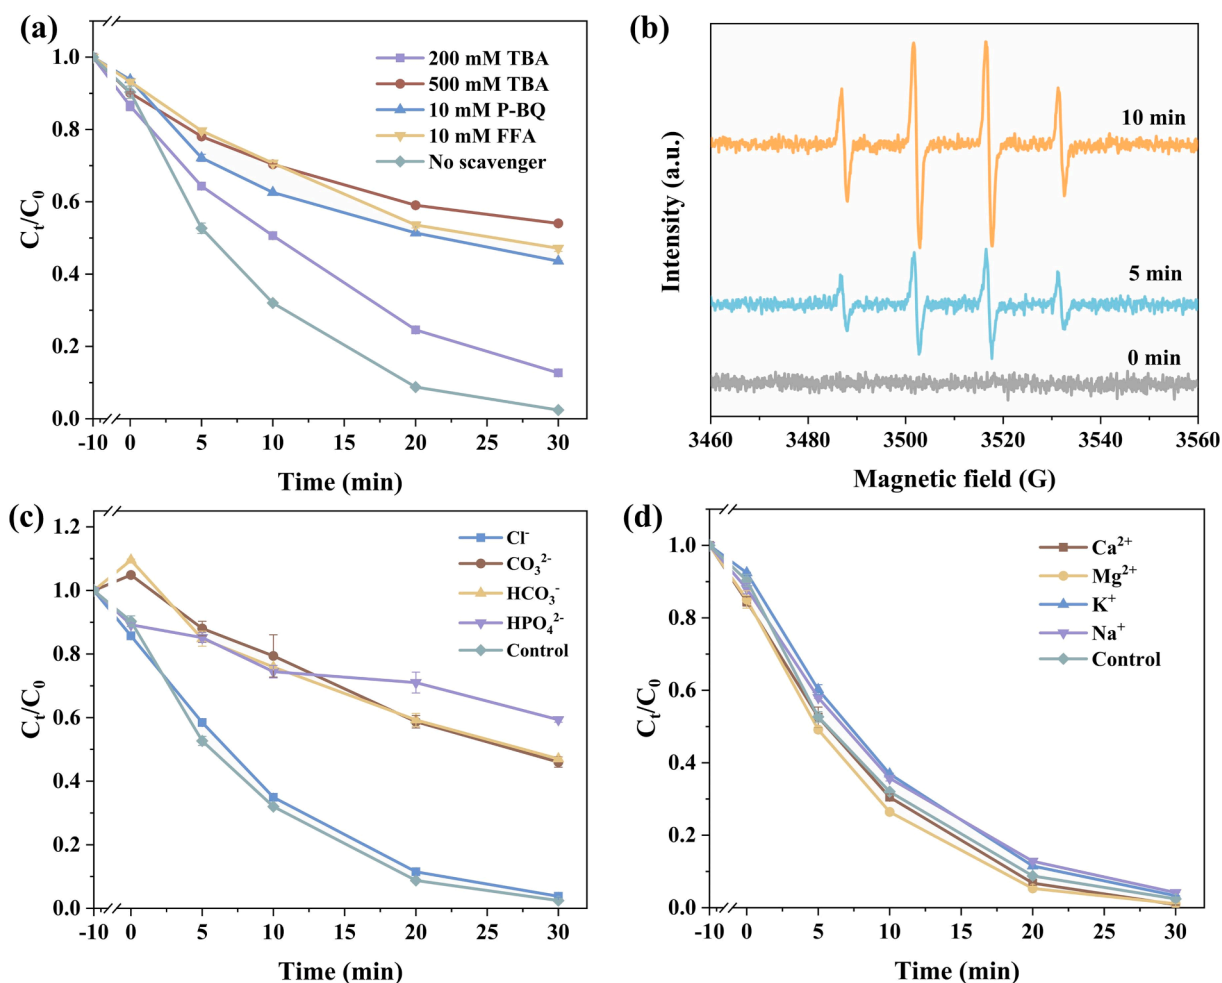 (a)
200 mM TBA
500 mM TBA
10 mM P-BQ
10 mM FFA
No scavenger
1.0
0.8
0.6
0.4
0.2
0.0
-10 0 5 10 15 20 25 30
Cₜ/C₀
Time (min)
(b)
10 min
5 min
0 min
Intensity (a.u.)
3460 3480 3500 3520 3540 3560
Magnetic field (G)
(c)
Cl⁻
CO₃²⁻
HCO₃⁻
HPO₄²⁻
Control
1.2
1.0
0.8
0.6
0.4
0.2
0.0
-10 0 5 10 15 20 25 30
Cₜ/C₀
Time (min)
(d)
Ca²⁺
Mg²⁺
K⁺
Na⁺
Control
1.0
0.8
0.6
0.4
0.2
0.0
-10 0 5 10 15 20 25 30
Cₜ/C₀
Time (min)